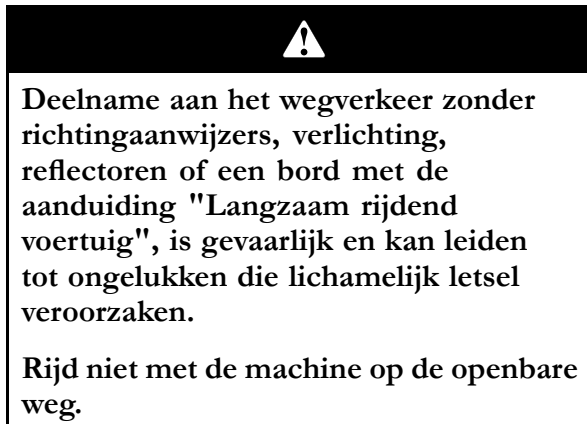 Deelname aan het wegverkeer zonder
richtingaanwijzers, verlichting,
reflectoren of een bord met de
aanduiding "Langzaam rijdend
voertuig", is gevaarlijk en kan leiden
tot ongelukken die lichamelijk letsel
veroorzaken.
Rijd niet met de machine op de openbare
weg.